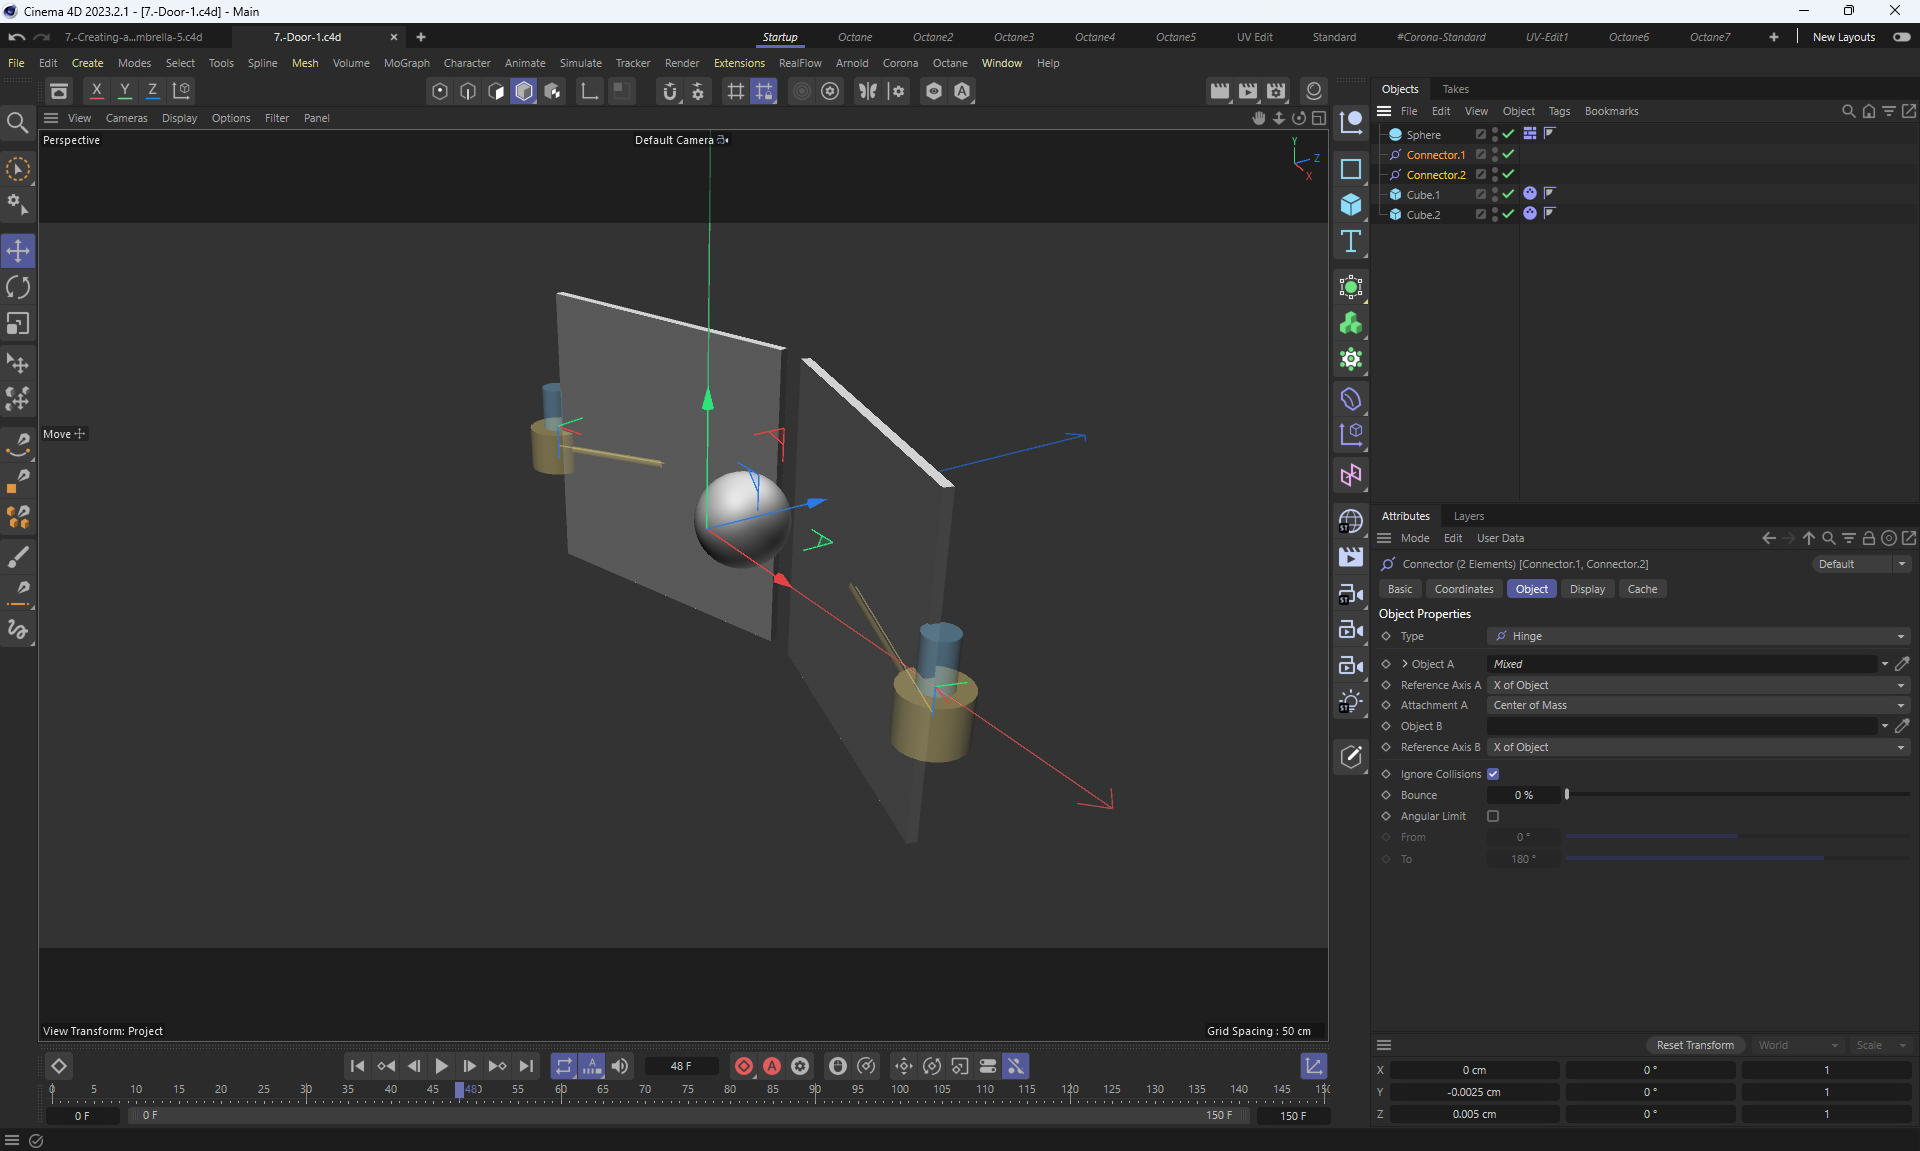 Cinema 4D 2023.2.1 - [7.-Door-1.c4d] - Main
7.-Creating-a...mbrella-5.c4d
7.-Door-1.c4d
Startup Octane Octane2 Octane3 Octane4 Octane5 UV Edit Standard #Corona-Standard UV-Edit1 Octane6 Octane7
New Layouts
File Edit Create Modes Select Tools Spline Mesh Volume MoGraph Character Animate Simulate Tracker Render Extensions RealFlow Arnold Corona Octane Window Help
X Y Z
View Cameras Display Options Filter Panel
Perspective
Default Camera
Y
Z
X
Move
View Transform: Project
Grid Spacing : 50 cm
Objects Takes
File Edit View Object Tags Bookmarks
Sphere
Connector.1
Connector.2
Cube.1
Cube.2
Attributes Layers
Mode Edit User Data
Connector (2 Elements) [Connector.1, Connector.2]
Default
Basic Coordinates Object Display Cache
Object Properties
Type Hinge
Object A Mixed
Reference Axis A X of Object
Attachment A Center of Mass
Object B
Reference Axis B X of Object
Ignore Collisions
Bounce 0 %
Angular Limit
From 0 °
To 180 °
Reset Transform World Scale
X 0 cm 0 ° 1
Y -0.0025 cm 0 ° 1
Z 0.005 cm 0 ° 1
48 F
0 5 10 15 20 25 30 35 40 45 48 55 60 65 70 75 80 85 90 95 100 105 110 115 120 125 130 135 140 145
0 F 0 F 150 F 150 F